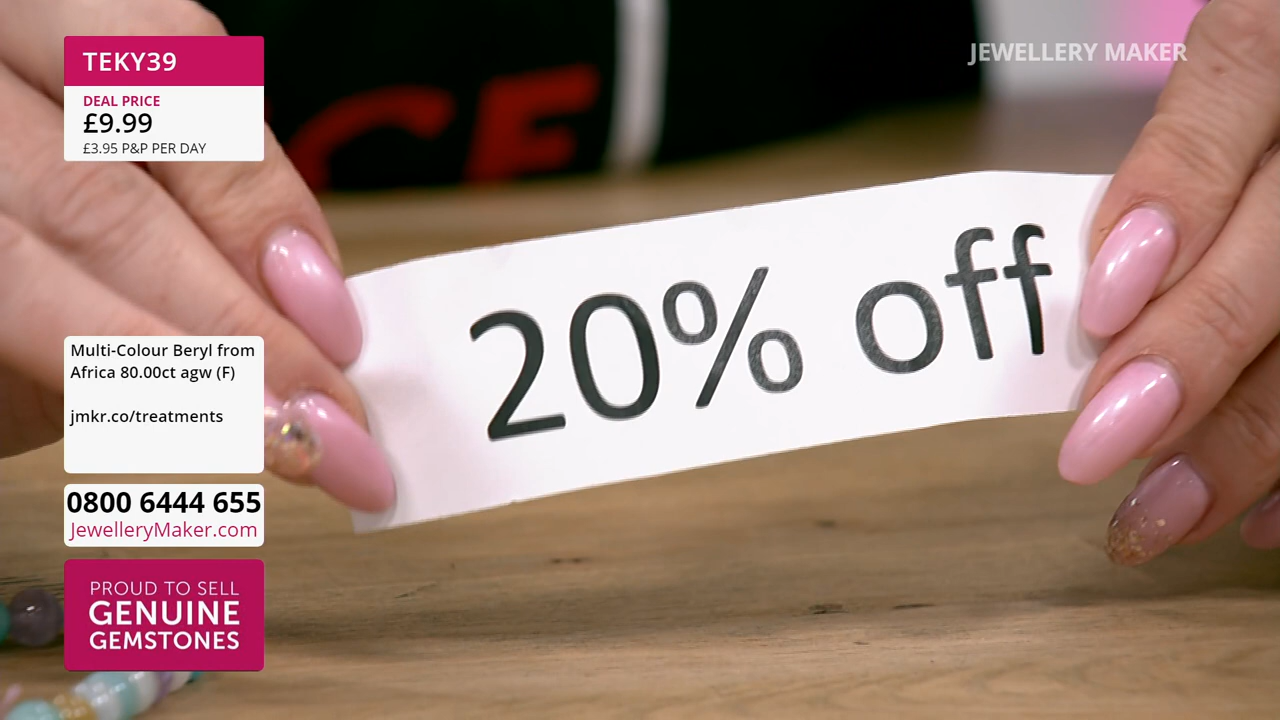 TEKY39
DEAL PRICE
£9.99
£3.95 P&P PER DAY
JEWELLERY MAKER
CE
20% off
Multi-Colour Beryl from
Africa 80.00ct agw (F)
jmkr.co/treatments
0800 6444 655
JewelleryMaker.com
PROUD TO SELL
GENUINE
GEMSTONES